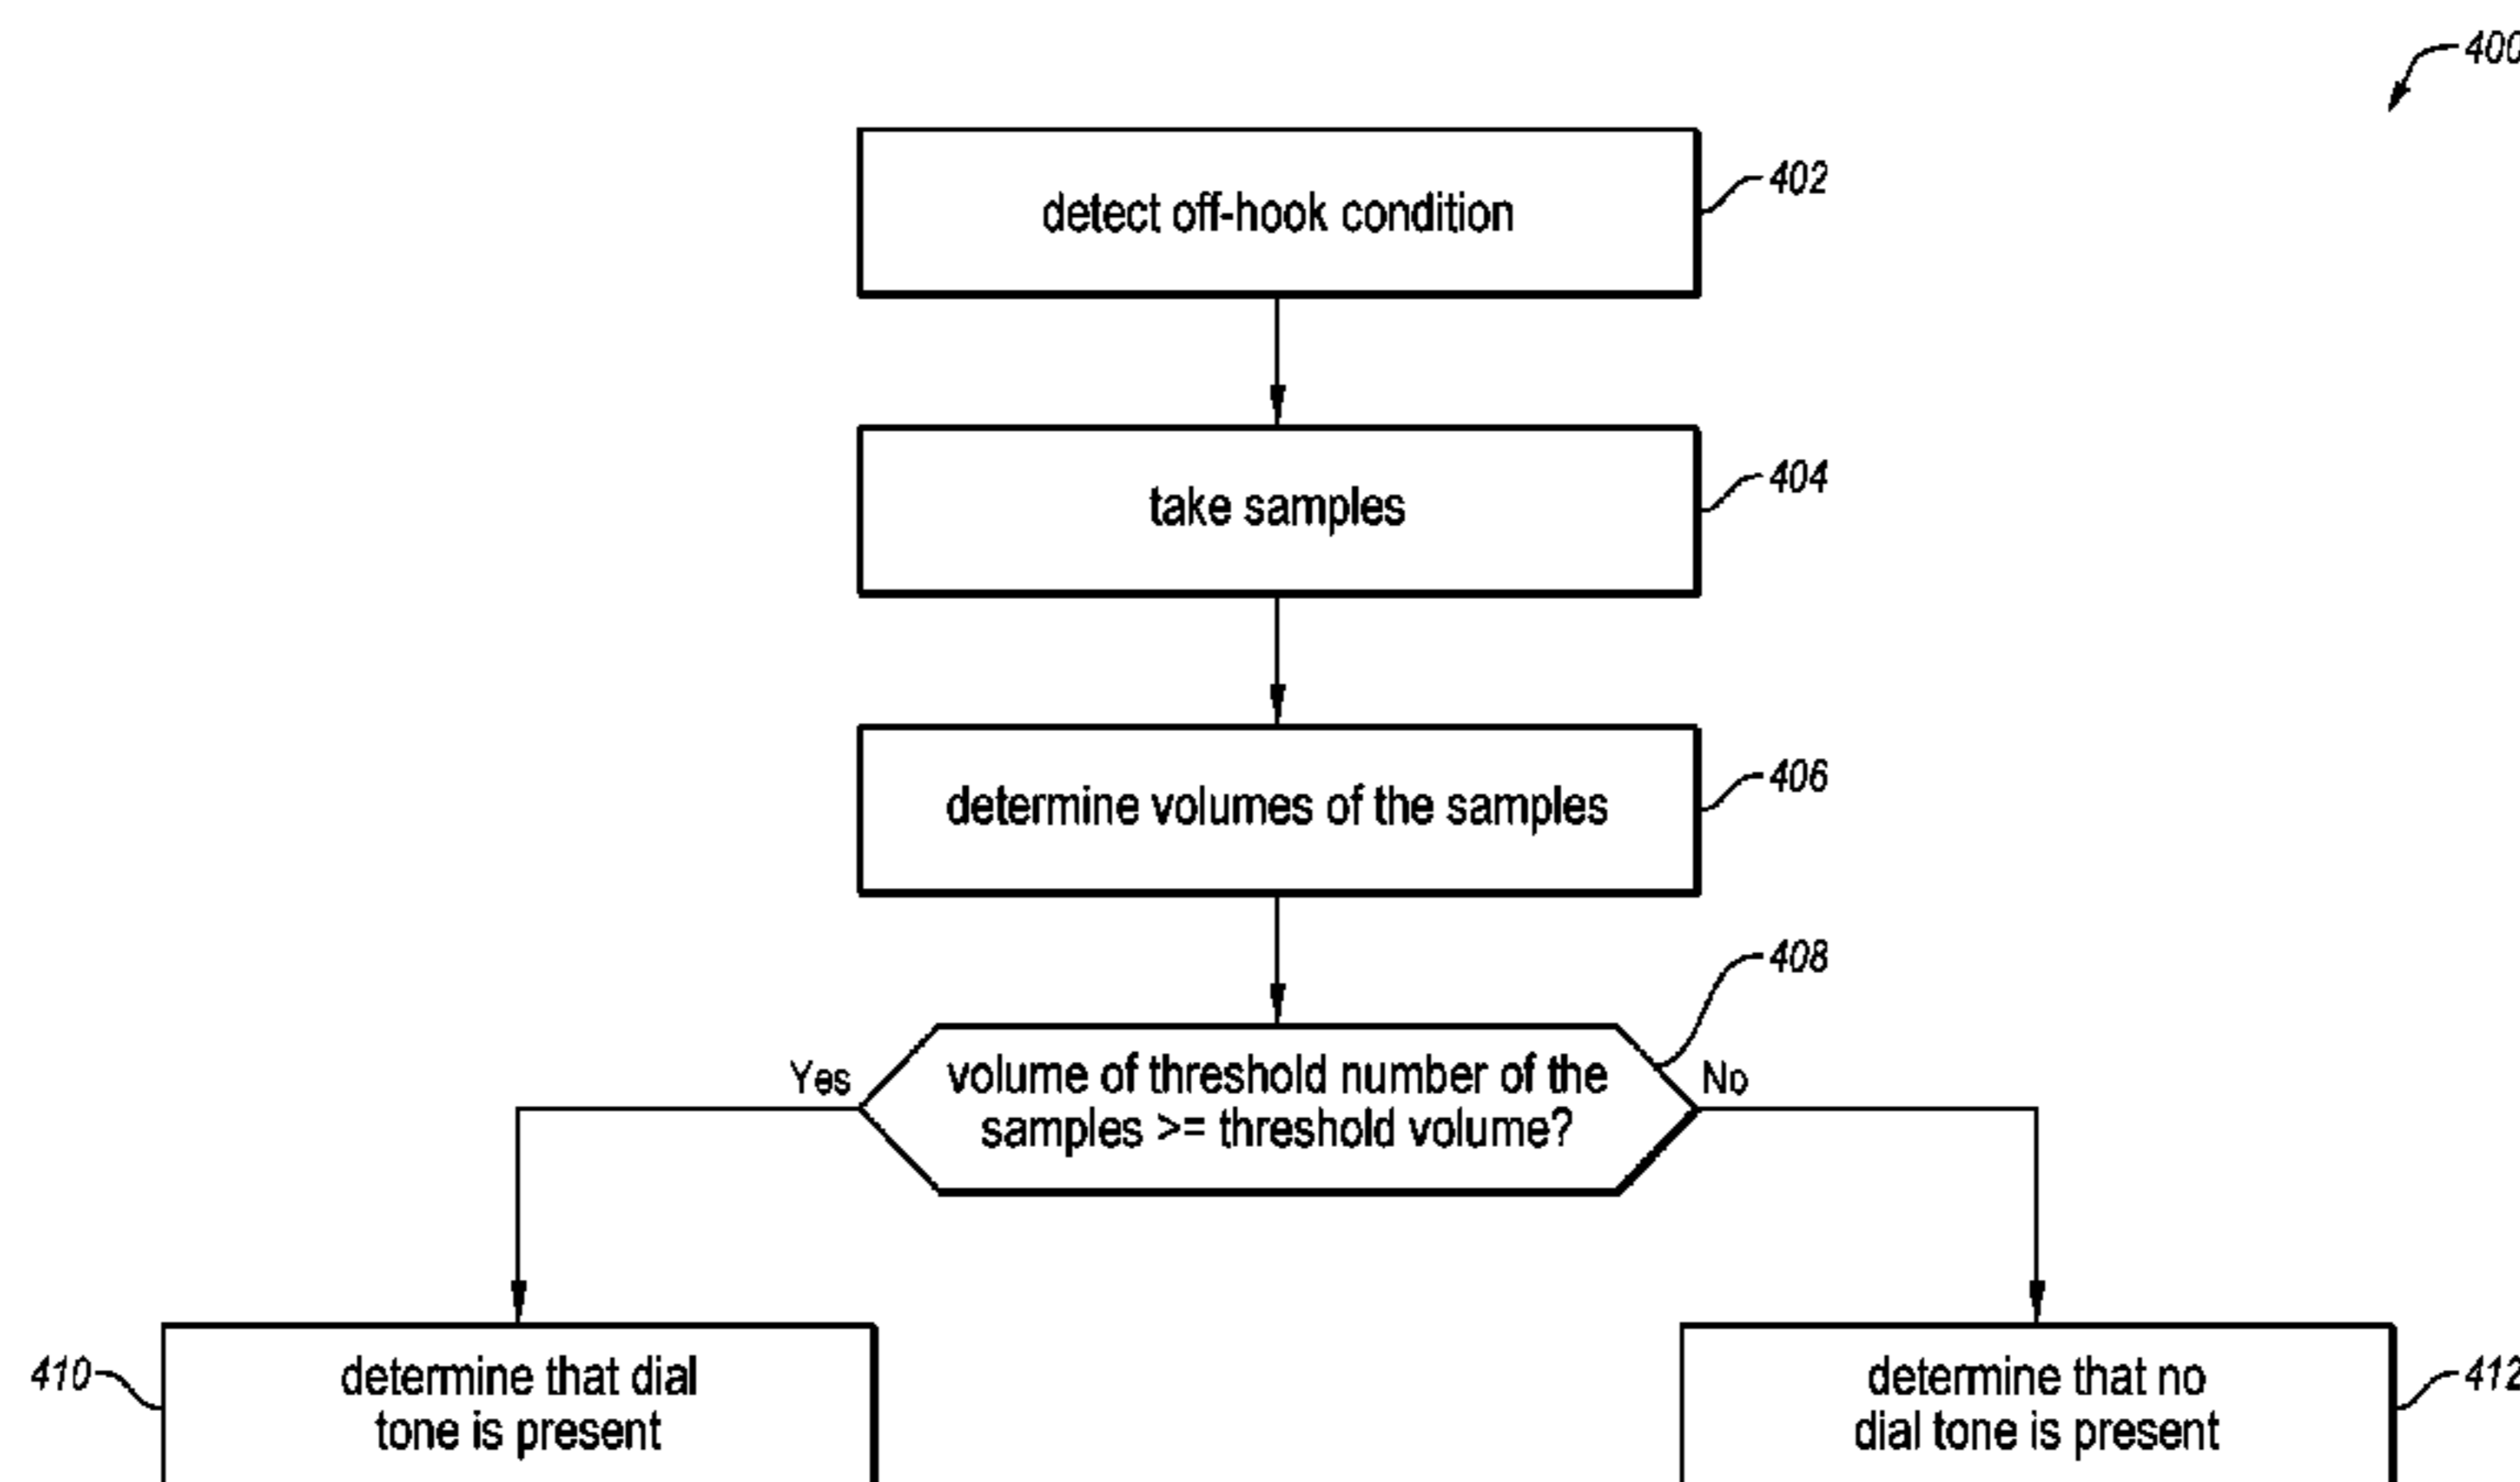 400
402
detect off-hook condition
404
take samples
406
determine volumes of the samples
408
Yes
volume of threshold number of the
samples >= threshold volume?
No
410
determine that dial
tone is present
determine that no
dial tone is present
412